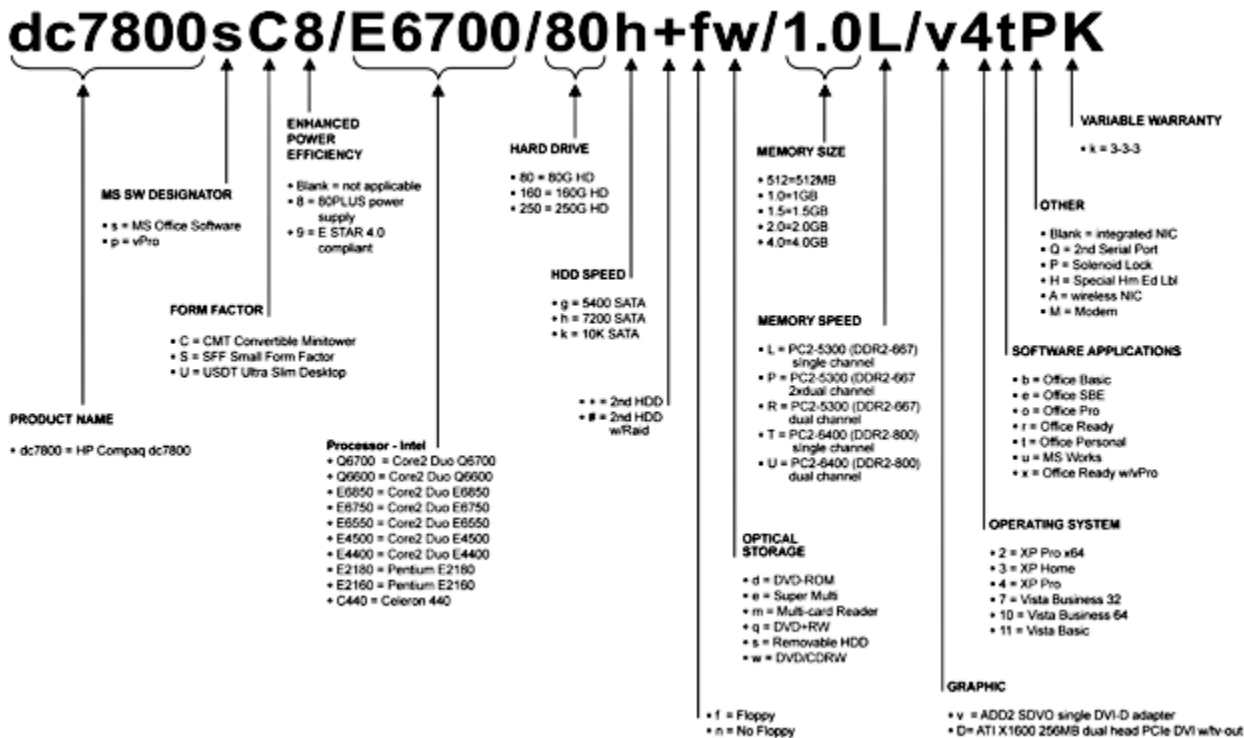 dc7800sC8/E6700/80h+fw/1.0L/v4tPK
PRODUCT NAME
• dc7800 = HP Compaq dc7800
MS SW DESIGNATOR
• s = MS Office Software
• p = vPro
FORM FACTOR
• C = CMT Convertible Minitower
• S = SFF Small Form Factor
• U = USDT Ultra Slim Desktop
ENHANCED
POWER
EFFICIENCY
• Blank = not applicable
• 8 = 80PLUS power
supply
• 9 = E STAR 4.0
compliant
Processor - Intel
• Q6700 = Core2 Duo Q6700
• Q6600 = Core2 Duo Q6600
• E6850 = Core2 Duo E6850
• E6750 = Core2 Duo E6750
• E6550 = Core2 Duo E6550
• E4500 = Core2 Duo E4500
• E4400 = Core2 Duo E4400
• E2180 = Pentium E2180
• E2160 = Pentium E2160
• C440 = Celeron 440
HARD DRIVE
• 80 = 80G HD
• 160 = 160G HD
• 250 = 250G HD
HDD SPEED
• g = 5400 SATA
• h = 7200 SATA
• k = 10K SATA
• + = 2nd HDD
• # = 2nd HDD
w/Raid
• f = Floppy
• n = No Floppy
OPTICAL
STORAGE
• d = DVD-ROM
• e = Super Multi
• m = Multi-card Reader
• q = DVD+RW
• s = Removable HDD
• w = DVD/CDRW
MEMORY SIZE
• 512=512MB
• 1.0=1GB
• 1.5=1.5GB
• 2.0=2.0GB
• 4.0=4.0GB
MEMORY SPEED
• L = PC2-5300 (DDR2-667)
single channel
• P = PC2-5300 (DDR2-667
2xdual channel
• R = PC2-5300 (DDR2-667)
dual channel
• T = PC2-6400 (DDR2-800)
single channel
• U = PC2-6400 (DDR2-800)
dual channel
GRAPHIC
• v = ADD2 SDVO single DVI-D adapter
• D= ATI X1600 256MB dual head PCIe DVI w/tv-out
OPERATING SYSTEM
• 2 = XP Pro x64
• 3 = XP Home
• 4 = XP Pro
• 7 = Vista Business 32
• 10 = Vista Business 64
• 11 = Vista Basic
SOFTWARE APPLICATIONS
• b = Office Basic
• e = Office SBE
• o = Office Pro
• r = Office Ready
• t = Office Personal
• u = MS Works
• x = Office Ready w/vPro
OTHER
• Blank = integrated NIC
• Q = 2nd Serial Port
• P = Solenoid Lock
• H = Special Hm Ed Lbl
• A = wireless NIC
• M = Modem
VARIABLE WARRANTY
• k = 3-3-3